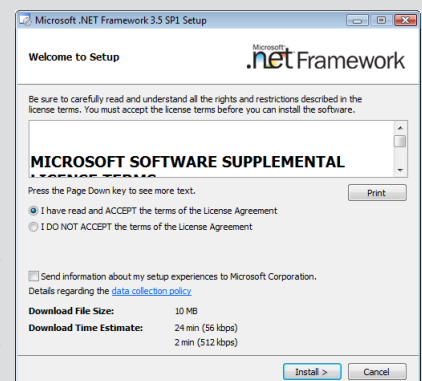 Microsoft .NET Framework 3.5 SP1 Setup
Welcome to Setup
Microsoft
.net Framework
Be sure to carefully read and understand all the rights and restrictions described in the
license terms. You must accept the license terms before you can install the software.
MICROSOFT SOFTWARE SUPPLEMENTAL
LICENSE TERMS
Press the Page Down key to see more text.
Print
I have read and ACCEPT the terms of the License Agreement
I DO NOT ACCEPT the terms of the License Agreement
Send information about my setup experiences to Microsoft Corporation.
Details regarding the data collection policy
Download File Size: 10 MB
Download Time Estimate: 24 min (56 kbps)
2 min (512 kbps)
Install >
Cancel